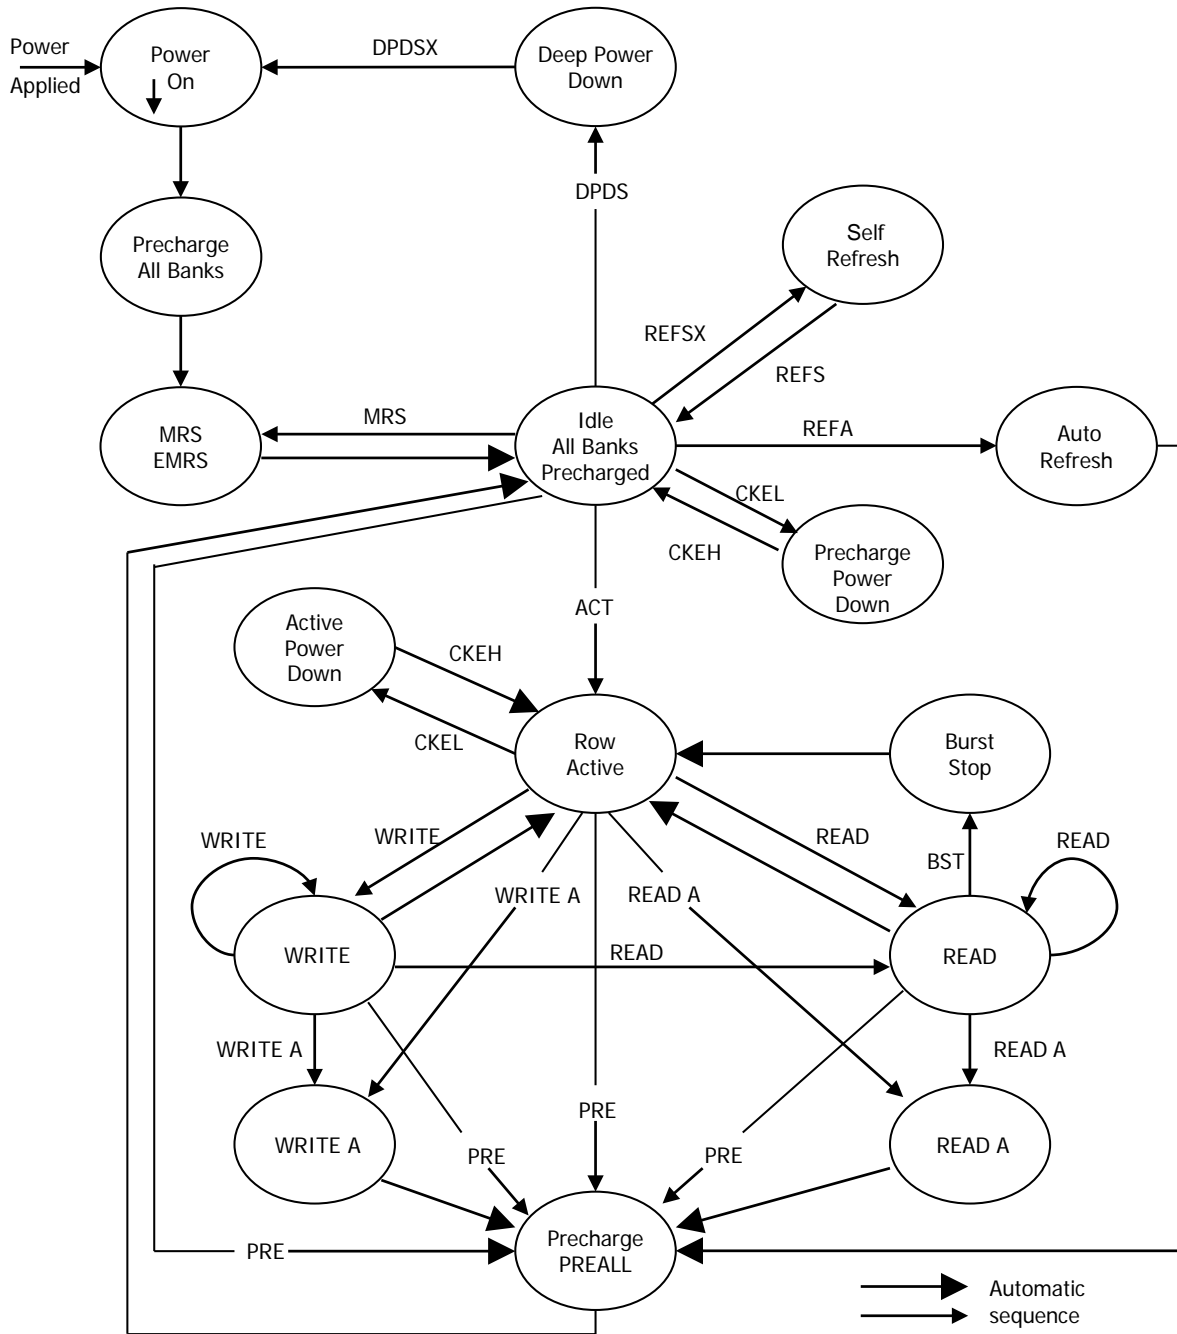 Power
Applied
Power
On
DPDSX
Deep Power
Down
DPDS
Precharge
All Banks
Self
Refresh
REFSX
REFS
MRS
EMRS
MRS
Idle
All Banks
Precharged
REFA
Auto
Refresh
CKEL
CKEH
Precharge
Power
Down
ACT
Active
Power
Down
CKEH
CKEL
Row
Active
Burst
Stop
WRITE
WRITE
READ
BST
READ
WRITE A
READ A
WRITE
READ
READ
WRITE A
READ A
PRE
WRITE A
PRE
PRE
READ A
PRE
Precharge
PREALL
Automatic
sequence